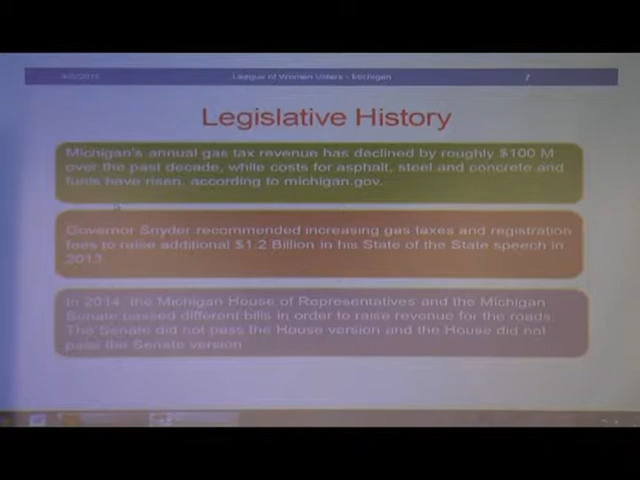 League of Women Voters - Michigan
7
Legislative History
Michigan's annual gas tax revenue has declined by roughly $100 M
over the past decade, while costs for asphalt, steel and concrete and
fuels have risen, according to michigan.gov.
Governor Snyder recommended increasing gas taxes and registration
fees to raise additional $1.2 Billion in his State of the State speech in
2013.
In 2014, the Michigan House of Representatives and the Michigan
Senate passed different bills in order to raise revenue for the roads.
The Senate did not pass the House version and the House did not
pass the Senate version